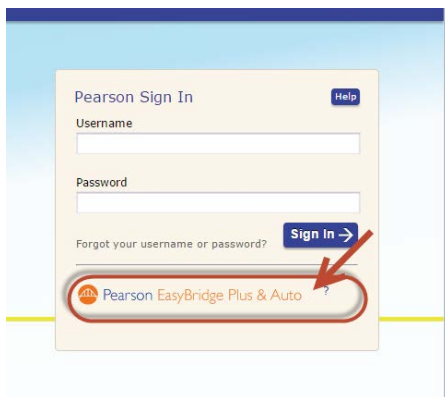 Pearson Sign In
Help
Username
Password
Forgot your username or password?
Sign In →
Pearson EasyBridge Plus & Auto ?